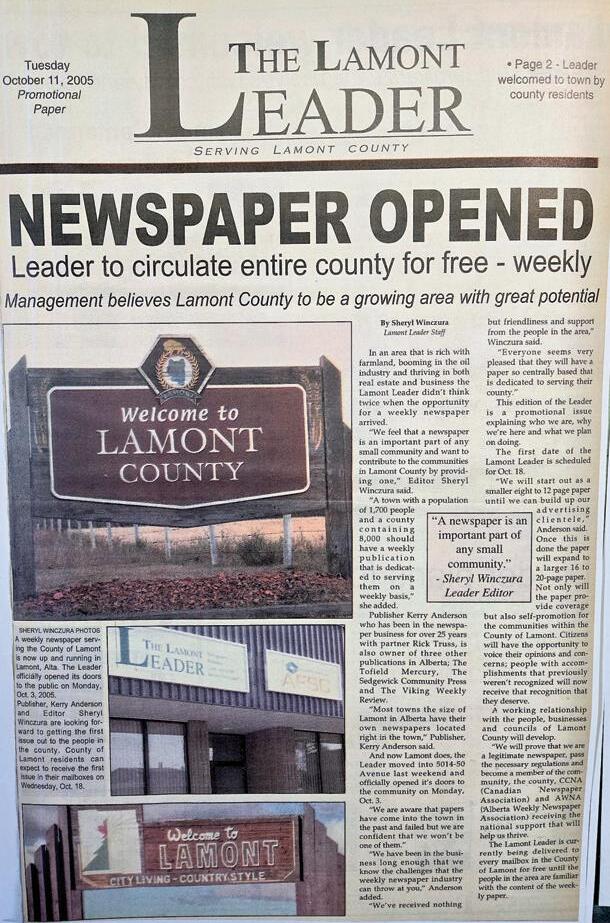 Tuesday
October 11, 2005
Promotional
Paper
THE LAMONT
LEADER
SERVING LAMONT COUNTY
• Page 2 - Leader
welcomed to town by
county residents
NEWSPAPER OPENED
Leader to circulate entire county for free - weekly
Management believes Lamont County to be a growing area with great potential
LAMONT
Welcome to
LAMONT
COUNTY
SHERYL WINCZURA PHOTOS
A weekly newspaper serv-
ing the County of Lamont
is now up and running in
Lamont, Alta. The Leader
officially opened its doors
to the public on Monday,
Oct. 3, 2005.
Publisher, Kerry Anderson
and Editor Sheryl
Winczura are looking for-
ward to getting the first
issue out to the people in
the county. County of
Lamont residents can
expect to receive the first
issue in their mailboxes on
Wednesday, Oct. 18.
THE LAMONT
LEADER
Welcome to
LAMONT
CITY LIVING - COUNTRY STYLE
By Sheryl Winczura
Lamont Leader Staff
In an area that is rich with
farmland, booming in the oil
industry and thriving in both
real estate and business the
Lamont Leader didn't think
twice when the opportunity
for a weekly newspaper
arrived.
"We feel that a newspaper
is an important part of any
small community and want to
contribute to the communities
in Lamont County by provid-
ing one," Editor Sheryl
Winczura said.
"A town with a population
of 1,700 people
and a county
containing
8,000 should
have a weekly
publication
that is dedicat-
ed to serving
them on a
weekly basis,"
she added.
Publisher Kerry Anderson
who has been in the newspa-
per business for over 25 years
with partner Rick Truss, is
also owner of three other
publications in Alberta; The
Tofield Mercury, The
Sedgewick Community Press
and The Viking Weekly
Review.
"Most towns the size of
Lamont in Alberta have their
own newspapers located
right in the town," Publisher,
Kerry Anderson said.
And now Lamont does, the
Leader moved into 5014-50
Avenue last weekend and
officially opened it's doors to
the community on Monday,
Oct. 3.
"We are aware that papers
have come into the town in
the past and failed but we are
confident that we won't be
one of them."
"We have been in the busi-
ness long enough that we
know the challenges that the
weekly newspaper industry
can throw at you," Anderson
added.
"We've received nothing
"A newspaper is an
important part of
any small
community."
- Sheryl Winczura
Leader Editor
but friendliness and support
from the people in the area,"
Winczura said.
"Everyone seems very
pleased that they will have a
paper so centrally based that
is dedicated to serving their
county."
This edition of the Leader
is a promotional issue
explaining who we are, why
we're here and what we plan
on doing.
The first date of the
Lamont Leader is scheduled
for Oct. 18.
"We will start out as a
smaller eight to 12 page paper
until we can build up our
advertising
clientele,"
Anderson said.
Once this is
done the paper
will expand to
a larger 16 to
20-page paper.
Not only will
the paper pro-
vide coverage
but also self-promotion for
the communities within the
County of Lamont. Citizens
will have the opportunity to
voice their opinions and con-
cerns; people with accom-
plishments that previously
weren't recognized will now
receive that recognition that
they deserve.
A working relationship
with the people, businesses
and councils of Lamont
County will develop.
"We will prove that we are
a legitimate newspaper, pass
the necessary regulations and
become a member of the com-
munity, the county, CCNA
(Canadian Newspaper
Association) and AWNA
(Alberta Weekly Newspaper
Association) receiving the
national support that will
help us thrive.
The Lamont Leader is cur-
rently being delivered to
every mailbox in the County
of Lamont for free until the
people in the area are familiar
with the content of the week-
ly paper.